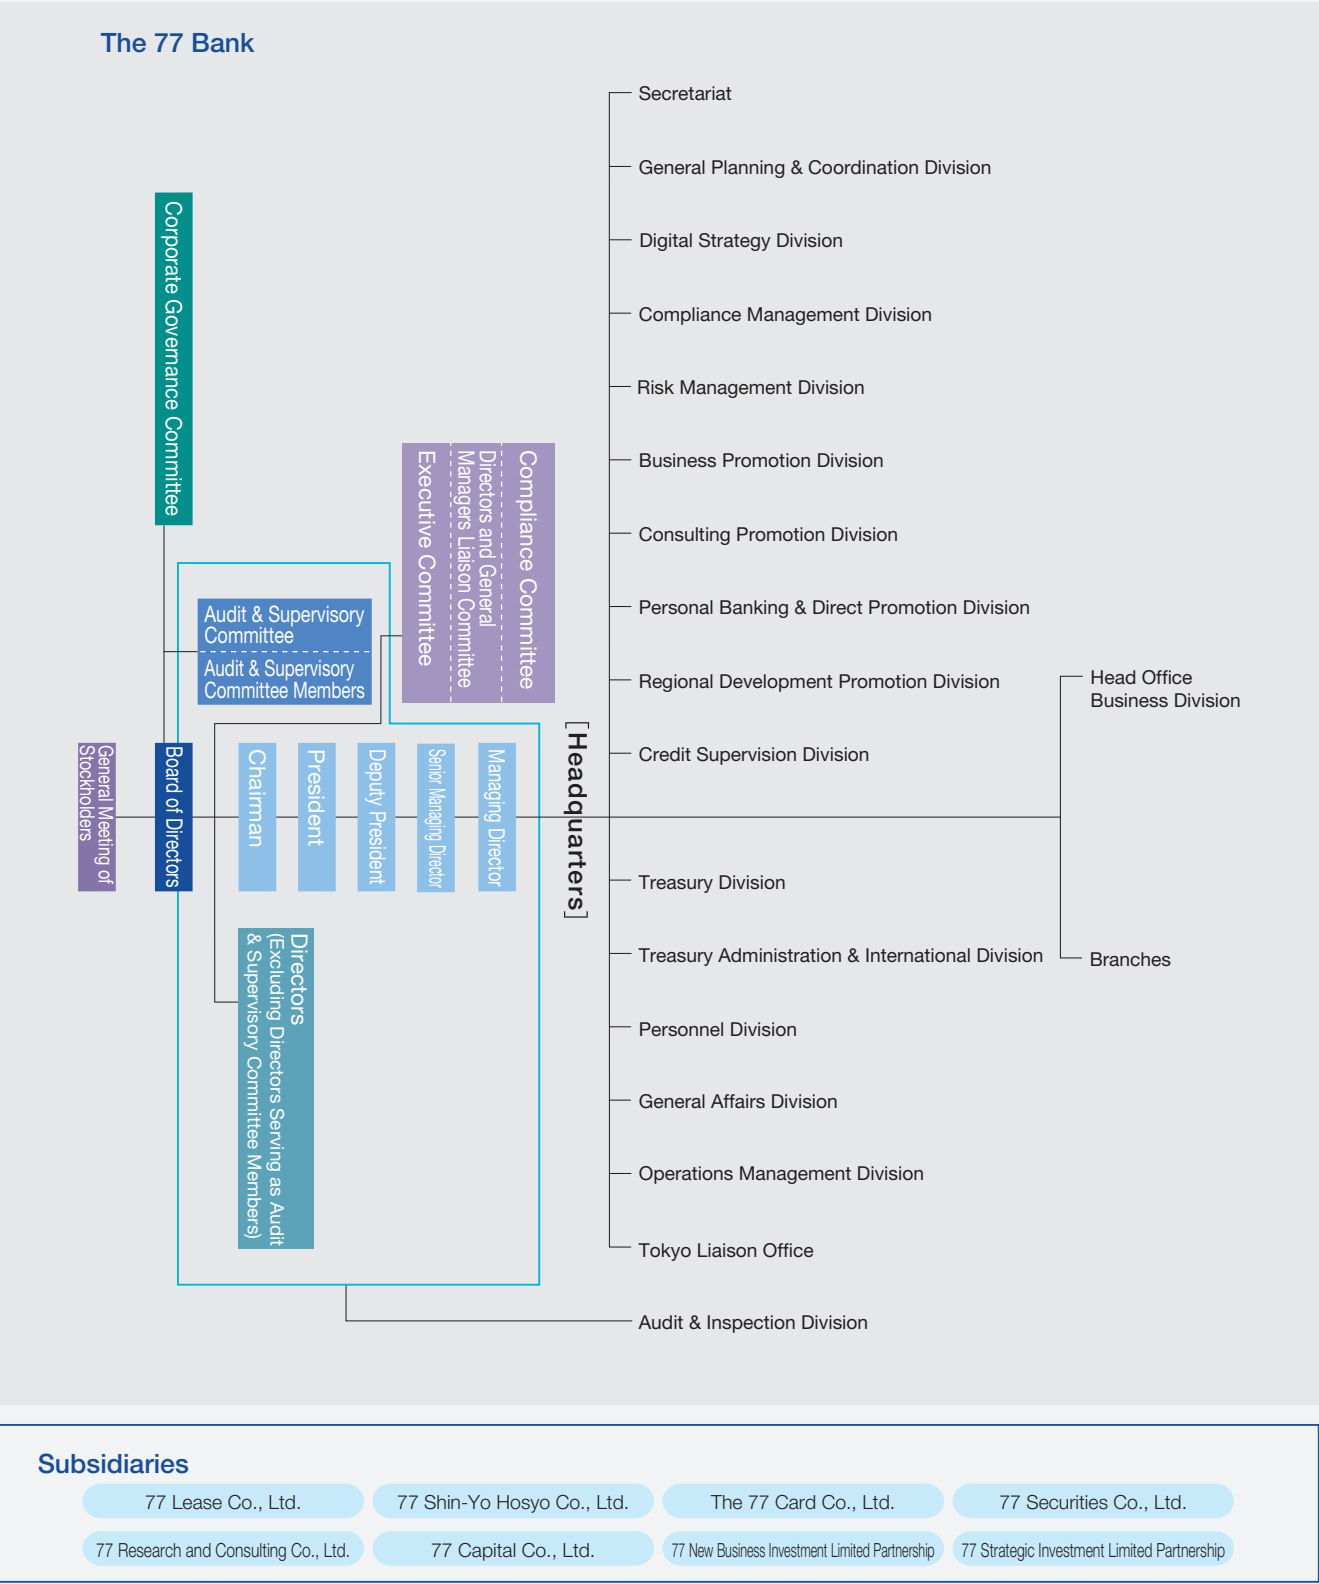 The 77 Bank
Secretariat
General Planning & Coordination Division
Digital Strategy Division
Compliance Management Division
Risk Management Division
Business Promotion Division
Consulting Promotion Division
Personal Banking & Direct Promotion Division
Regional Development Promotion Division
Credit Supervision Division
Treasury Division
Treasury Administration & International Division
Personnel Division
General Affairs Division
Operations Management Division
Tokyo Liaison Office
Audit & Inspection Division
Head Office
Business Division
Branches
[Headquarters]
Corporate Governance Committee
Compliance Committee
Directors and General
Managers Liaison Committee
Executive Committee
Audit & Supervisory
Committee
Audit & Supervisory
Committee Members
General Meeting of
Stockholders
Board of Directors
Chairman
President
Deputy President
Senior Managing Director
Managing Director
Directors
(Excluding Directors Serving as Audit
& Supervisory Committee Members)
Subsidiaries
77 Lease Co., Ltd.
77 Shin-Yo Hosyo Co., Ltd.
The 77 Card Co., Ltd.
77 Securities Co., Ltd.
77 Research and Consulting Co., Ltd.
77 Capital Co., Ltd.
77 New Business Investment Limited Partnership
77 Strategic Investment Limited Partnership